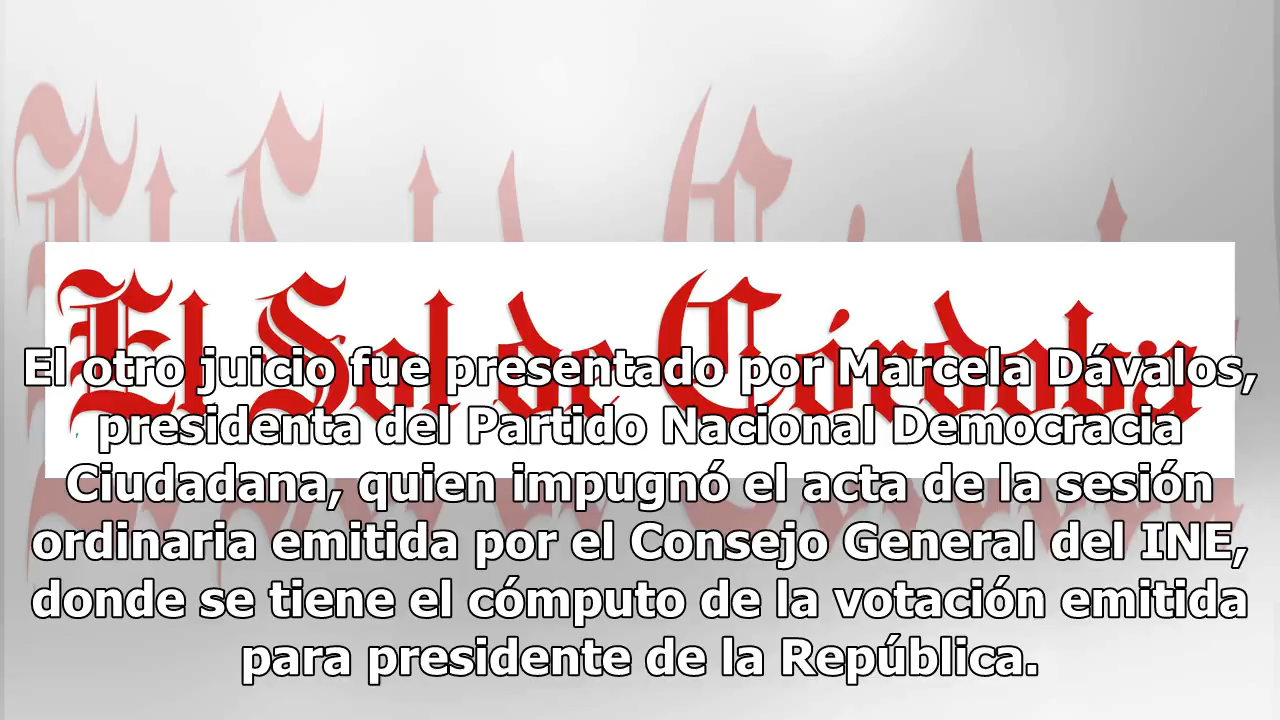 El Sol de Córdoba
El otro juicio fue presentado por Marcela Dávalos,
presidenta del Partido Nacional Democracia
Ciudadana, quien impugnó el acta de la sesión
ordinaria emitida por el Consejo General del INE,
donde se tiene el cómputo de la votación emitida
para presidente de la República.